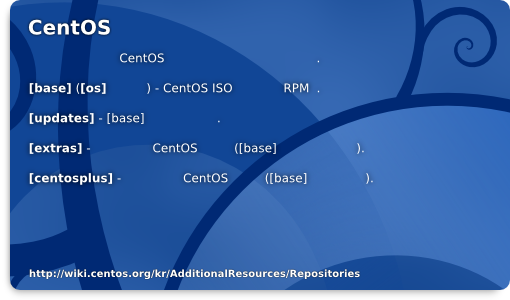 CentOS
CentOS .
[base] ([os] ) - CentOS ISO RPM .
[updates] - [base] .
[extras] - CentOS ([base] ).
[centosplus] - CentOS ([base] ).
http://wiki.centos.org/kr/AdditionalResources/Repositories